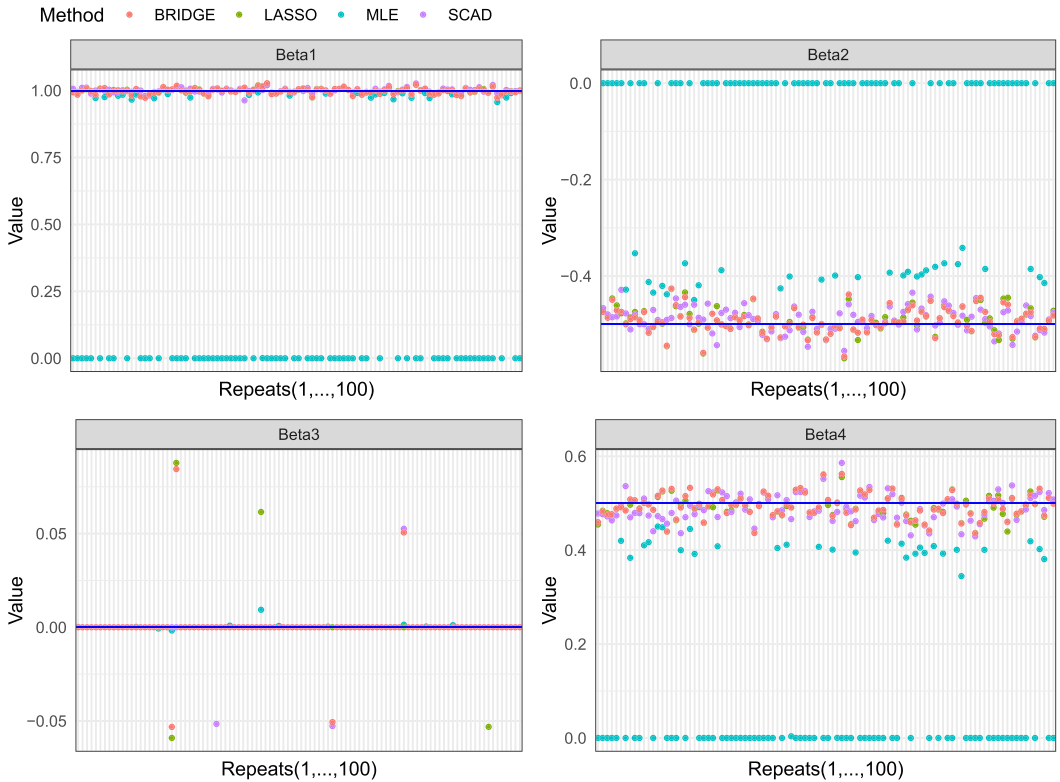 Method BRIDGE LASSO MLE SCAD
Beta1
Value
1.00
0.75
0.50
0.25
0.00
Repeats(1,...,100)
Beta2
Value
0.0
−0.2
−0.4
Repeats(1,...,100)
Beta3
Value
0.05
0.00
−0.05
Repeats(1,...,100)
Beta4
Value
0.6
0.4
0.2
0.0
Repeats(1,...,100)